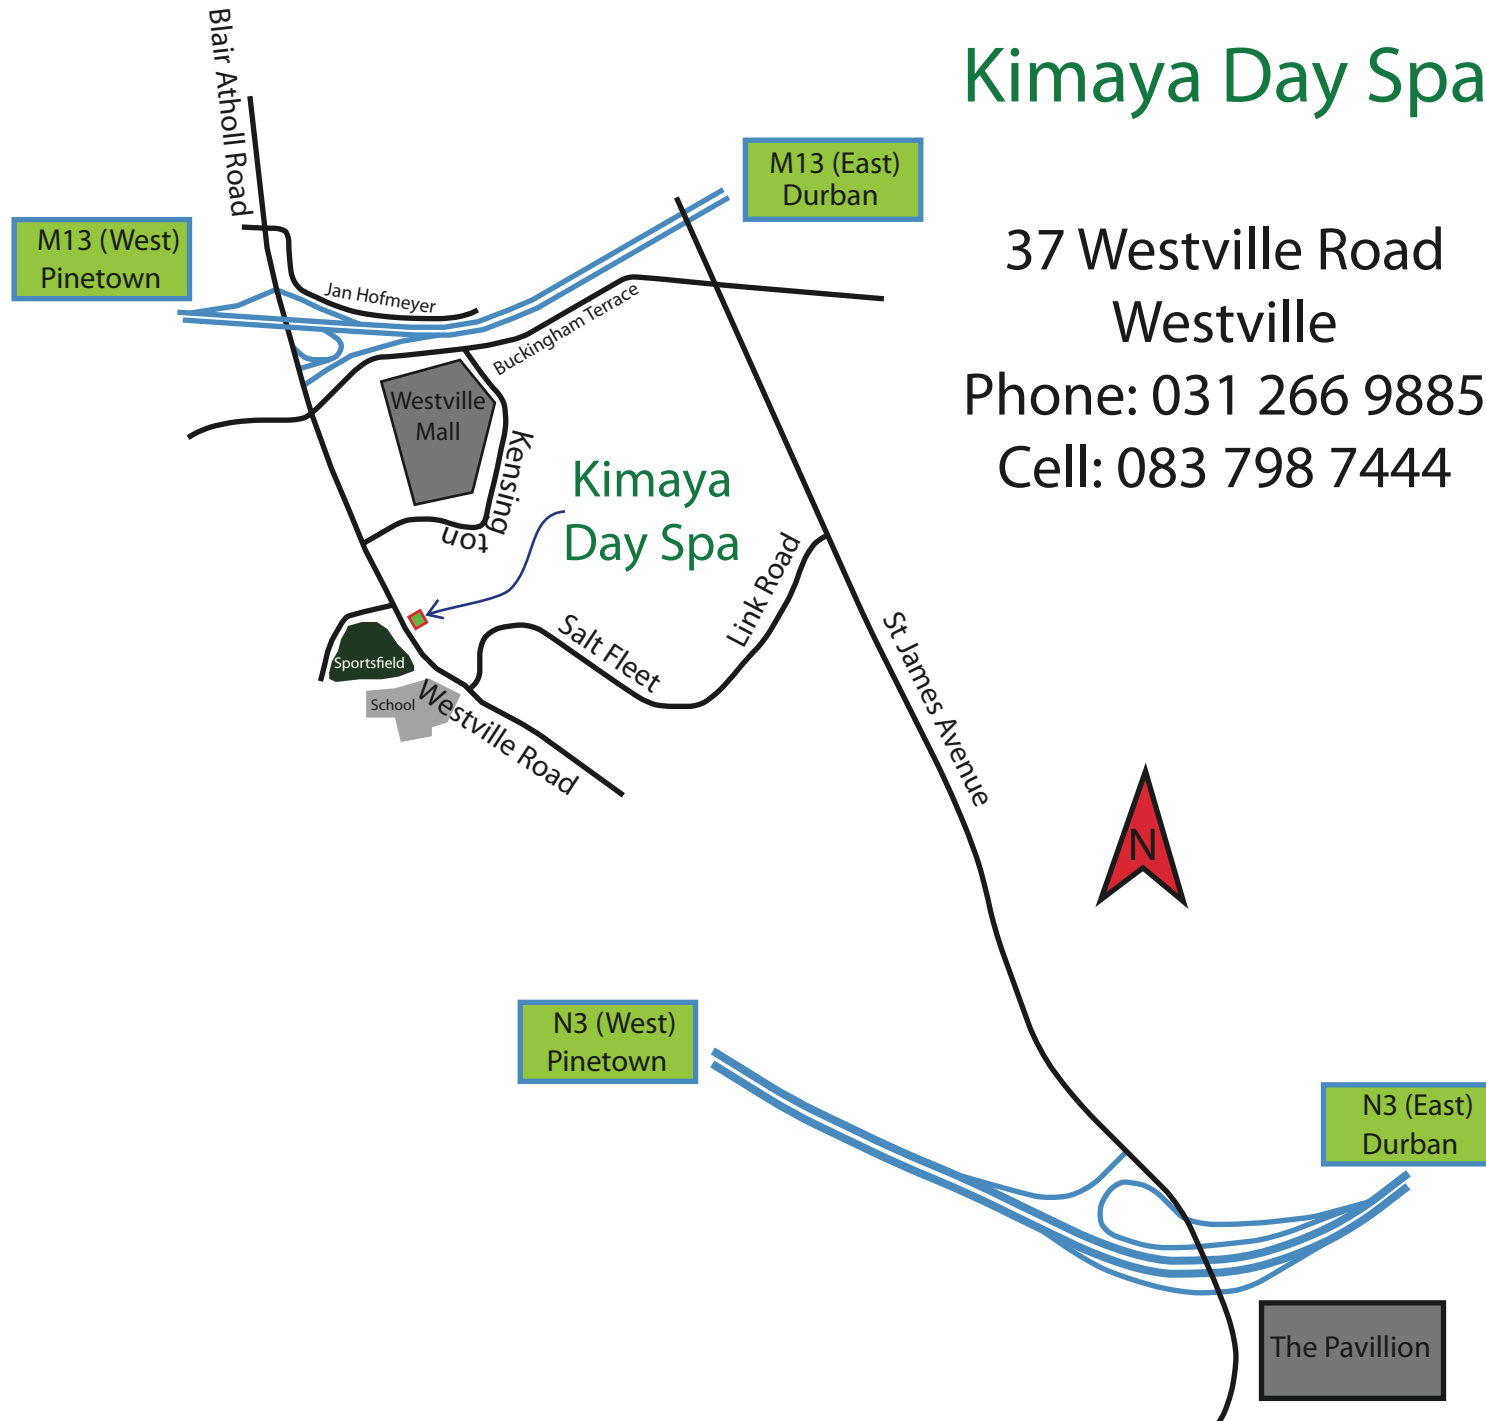 Kimaya Day Spa
37 Westville Road
Westville
Phone: 031 266 9885
Cell: 083 798 7444
Blair Atholl Road
M13 (East)
Durban
M13 (West)
Pinetown
Jan Hofmeyer
Buckingham Terrace
Westville
Mall
Kensing
ton
Kimaya
Day Spa
Link Road
Salt Fleet
St James Avenue
Sportsfield
School
Westville Road
N
N3 (West)
Pinetown
N3 (East)
Durban
The Pavillion